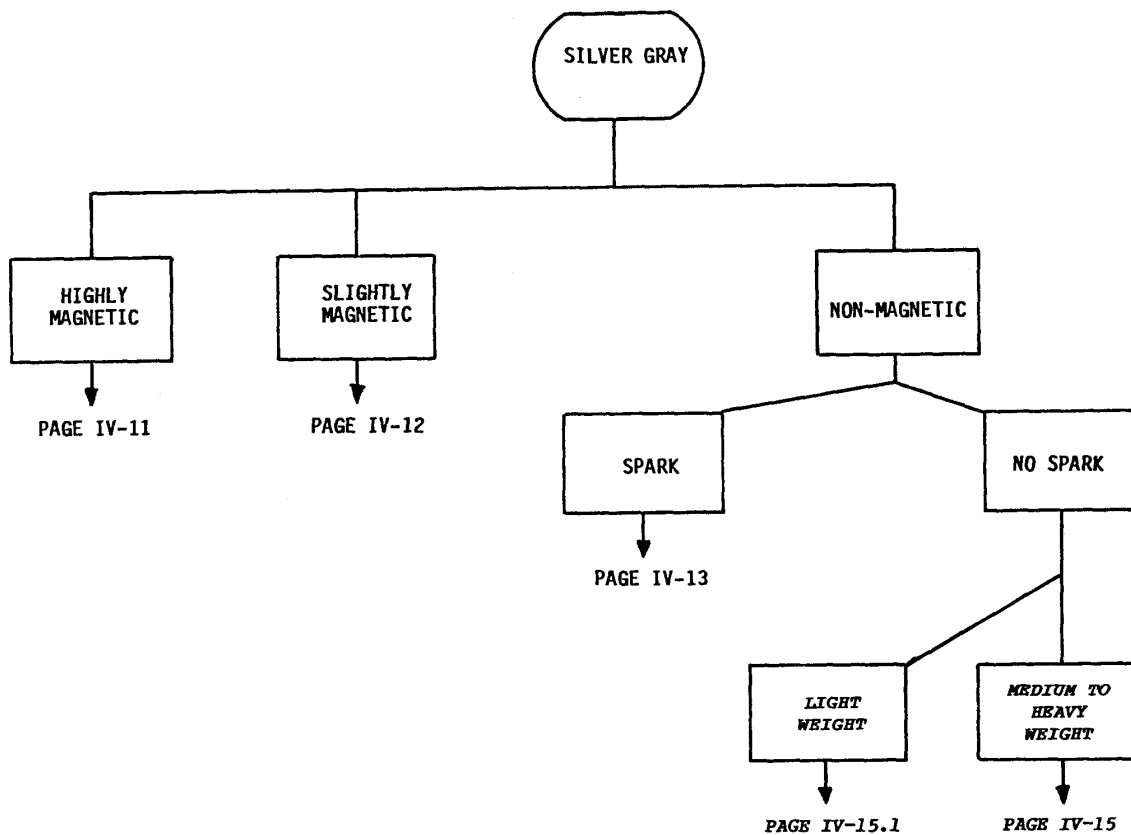 SILVER GRAY
HIGHLY
MAGNETIC
SLIGHTLY
MAGNETIC
NON-MAGNETIC
PAGE IV-11
PAGE IV-12
SPARK
NO SPARK
PAGE IV-13
LIGHT
WEIGHT
MEDIUM TO
HEAVY
WEIGHT
PAGE IV-15.1
PAGE IV-15